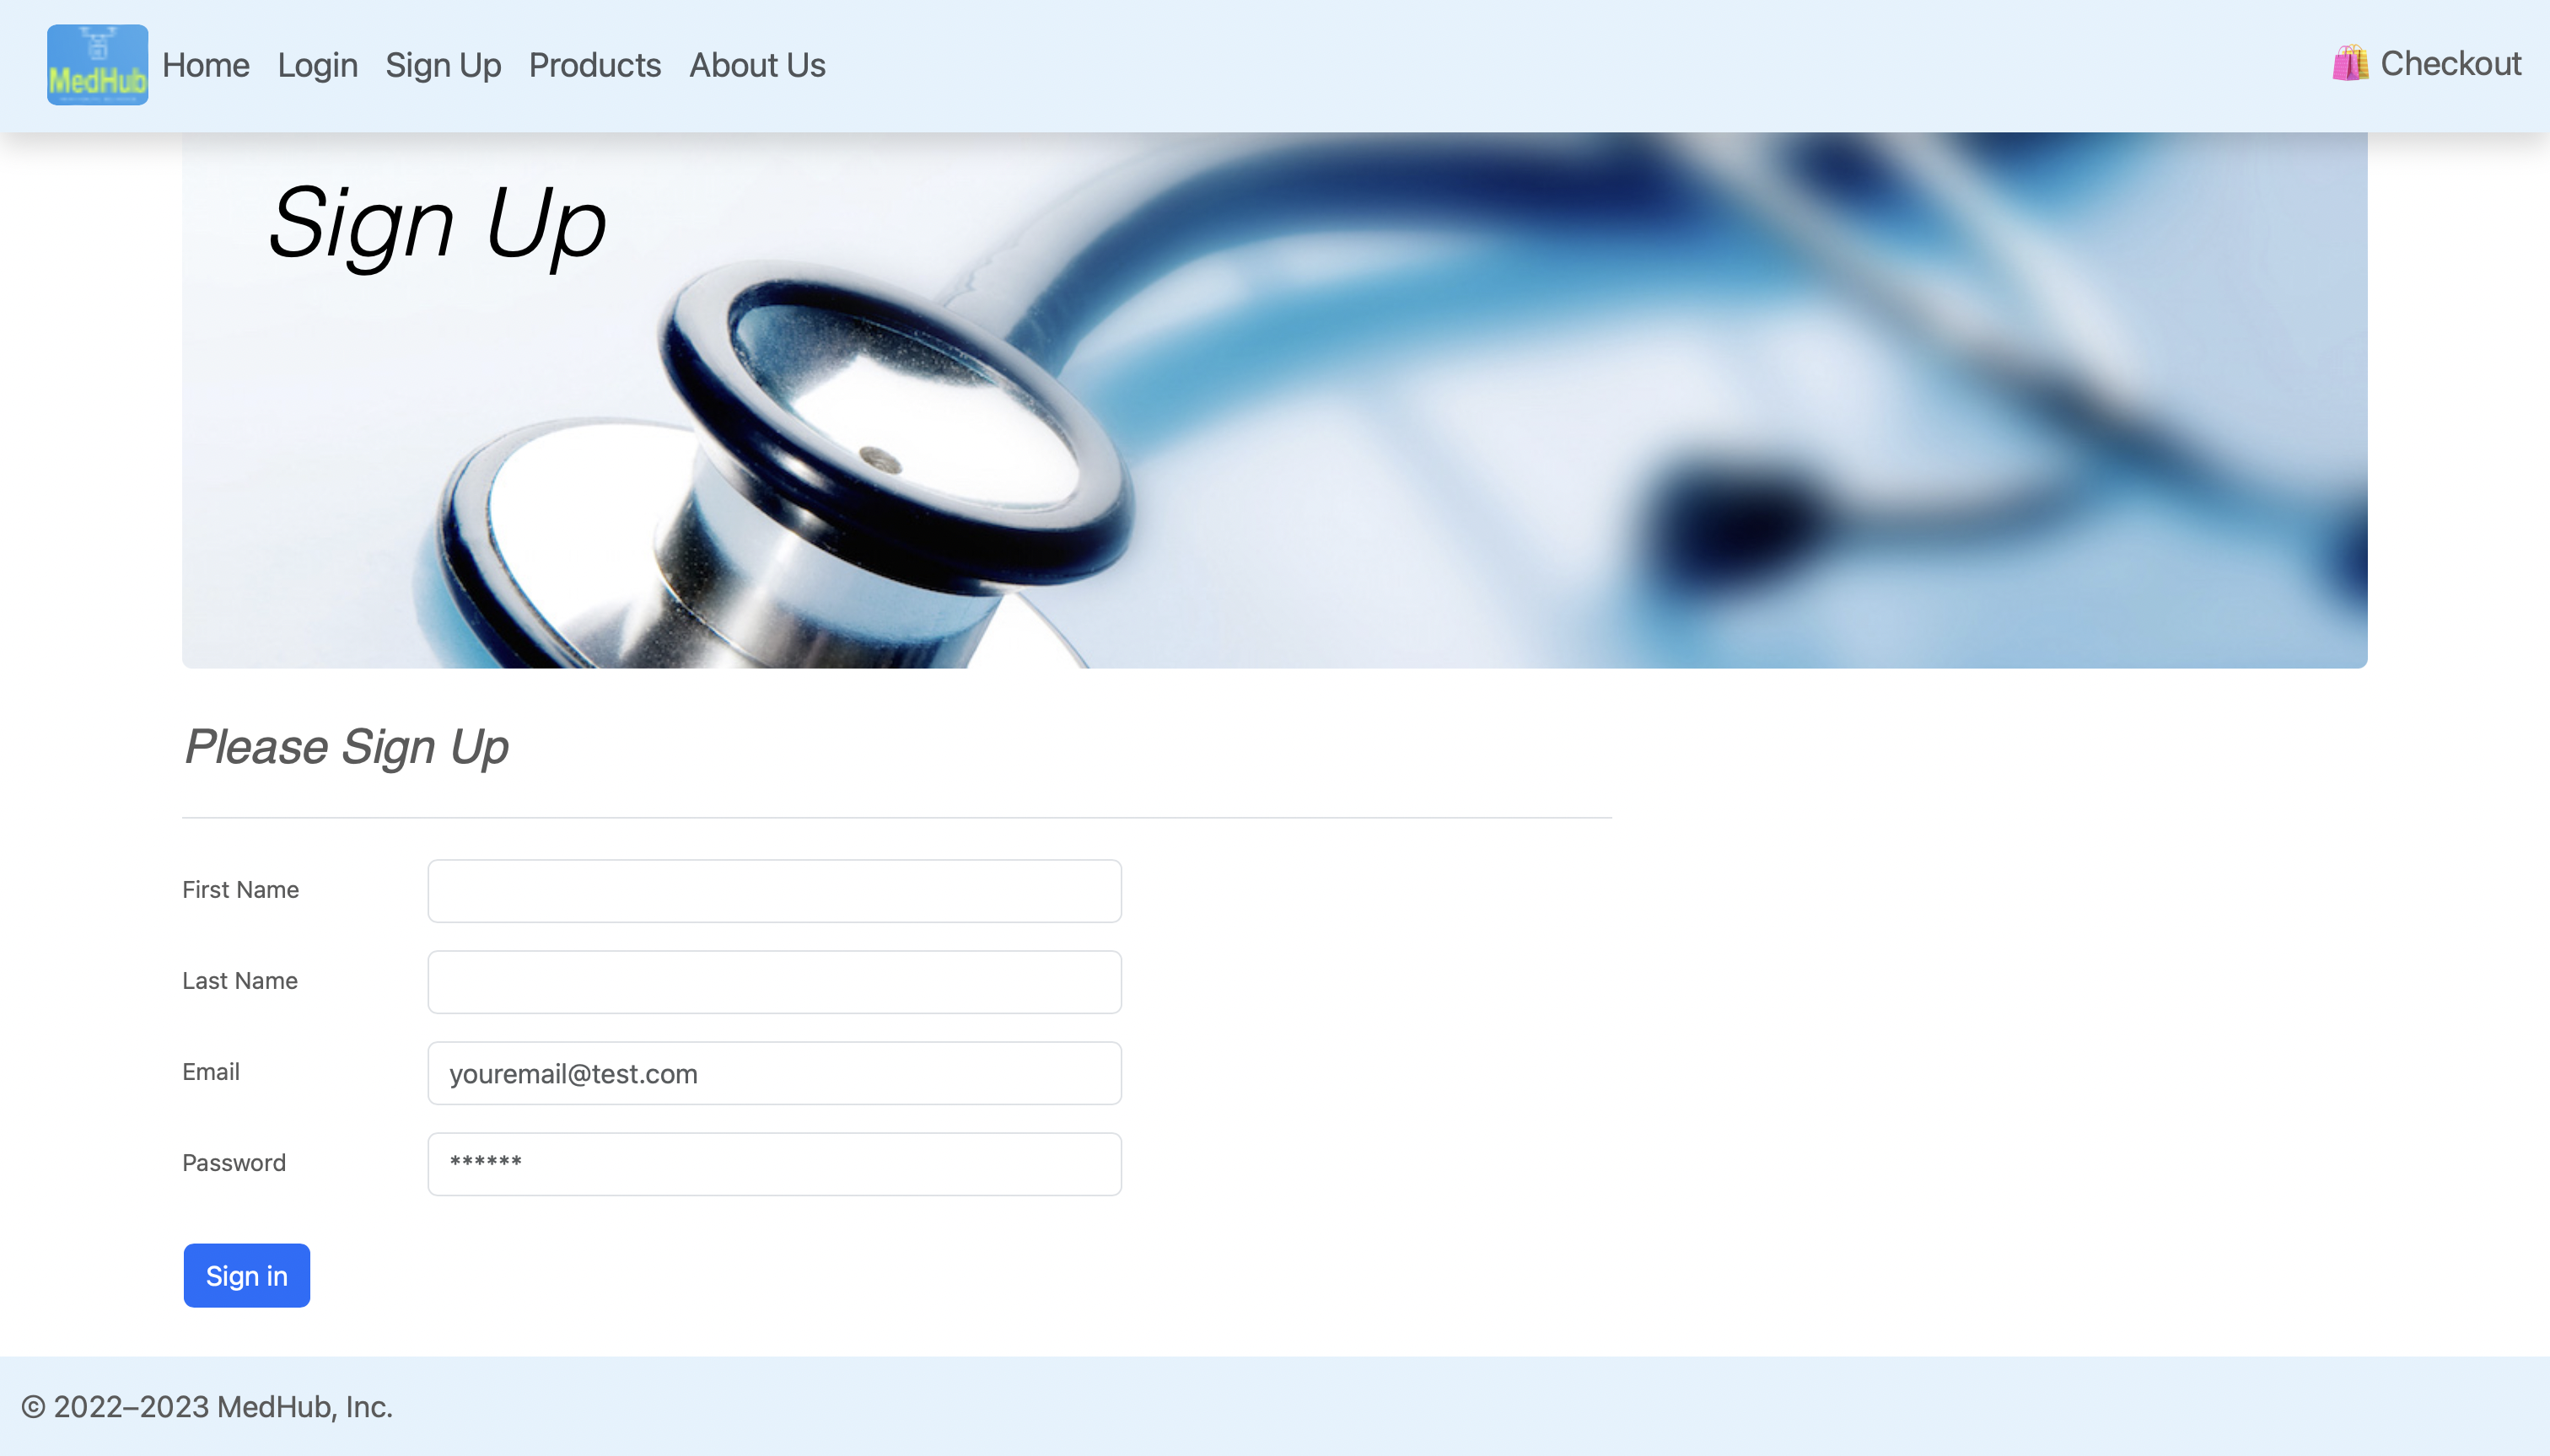 MedHub
Home Login Sign Up Products About Us
Checkout
Sign Up
Please Sign Up
First Name
Last Name
Email
youremail@test.com
Password
******
Sign in
© 2022–2023 MedHub, Inc.